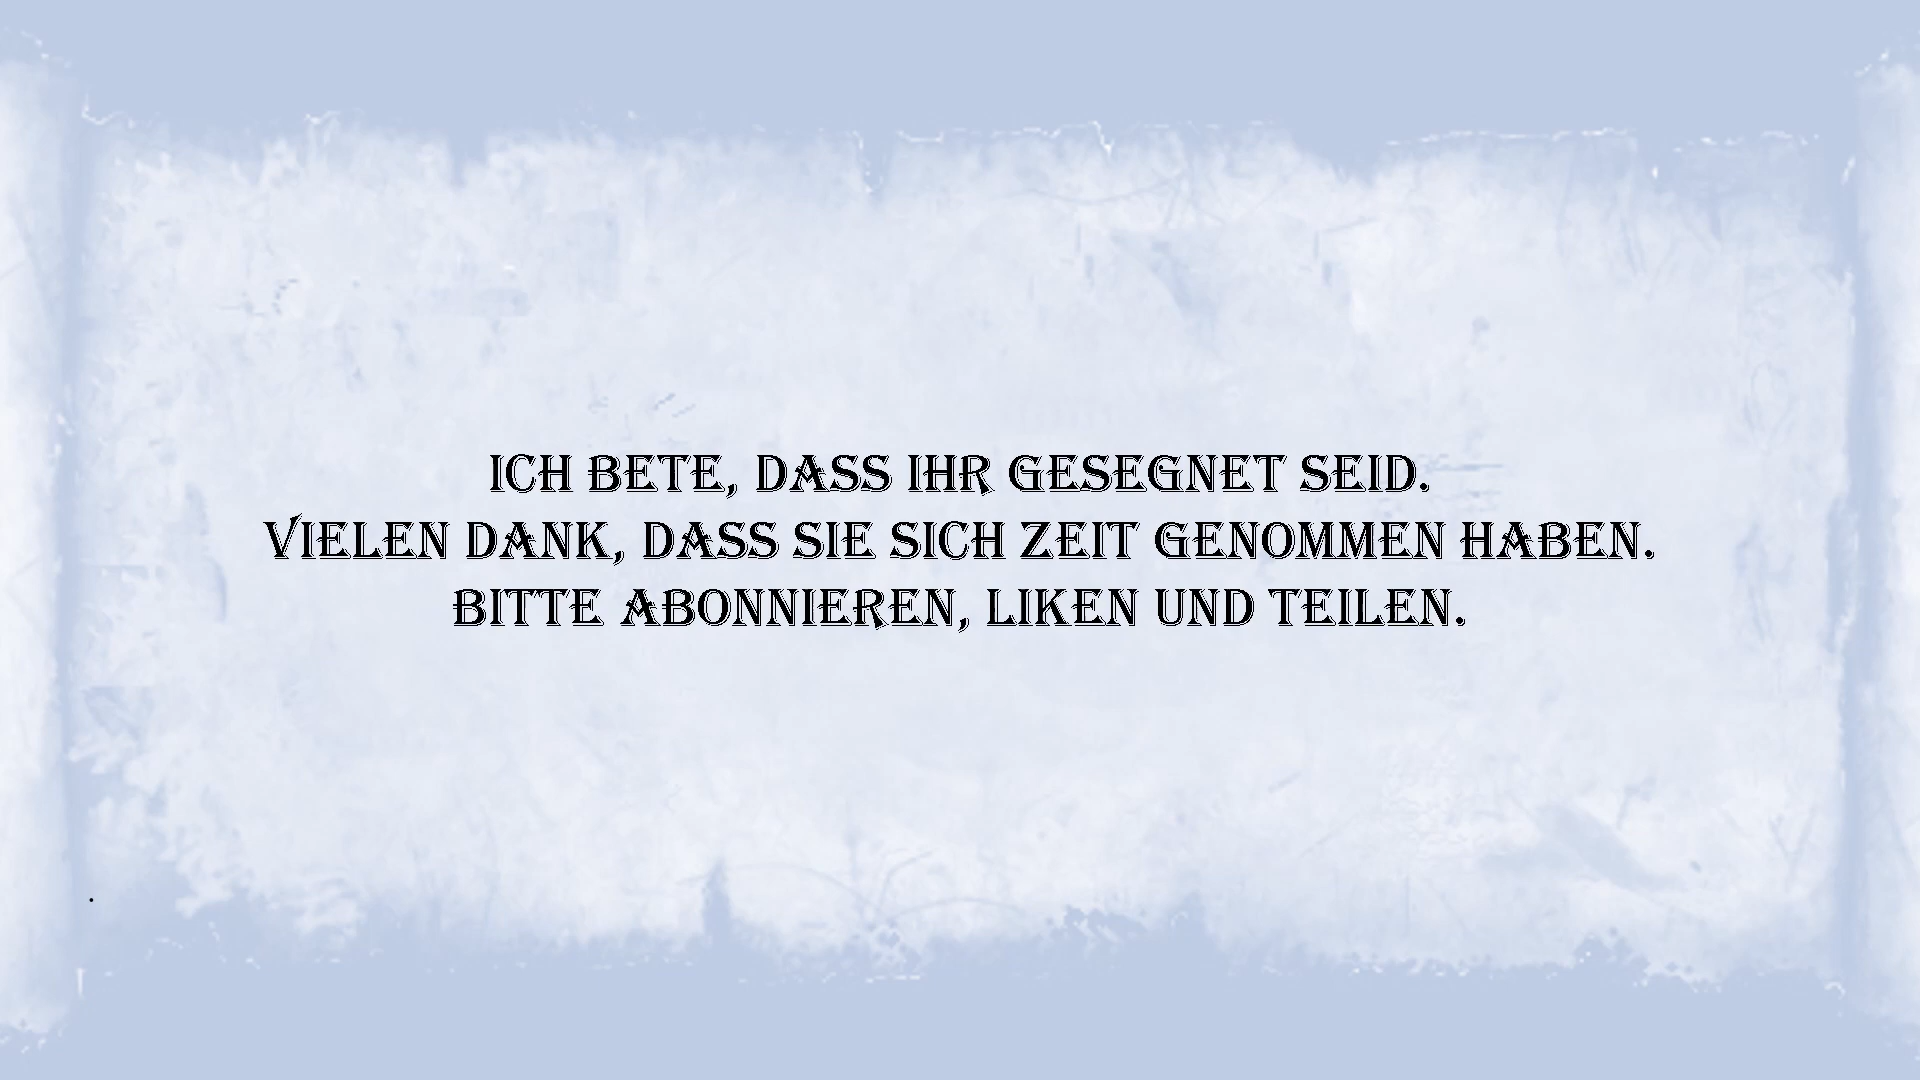 ICH BETE, DASS IHR GESEGNET SEID.
VIELEN DANK, DASS SIE SICH ZEIT GENOMMEN HABEN.
BITTE ABONNIEREN, LIKEN UND TEILEN.
.